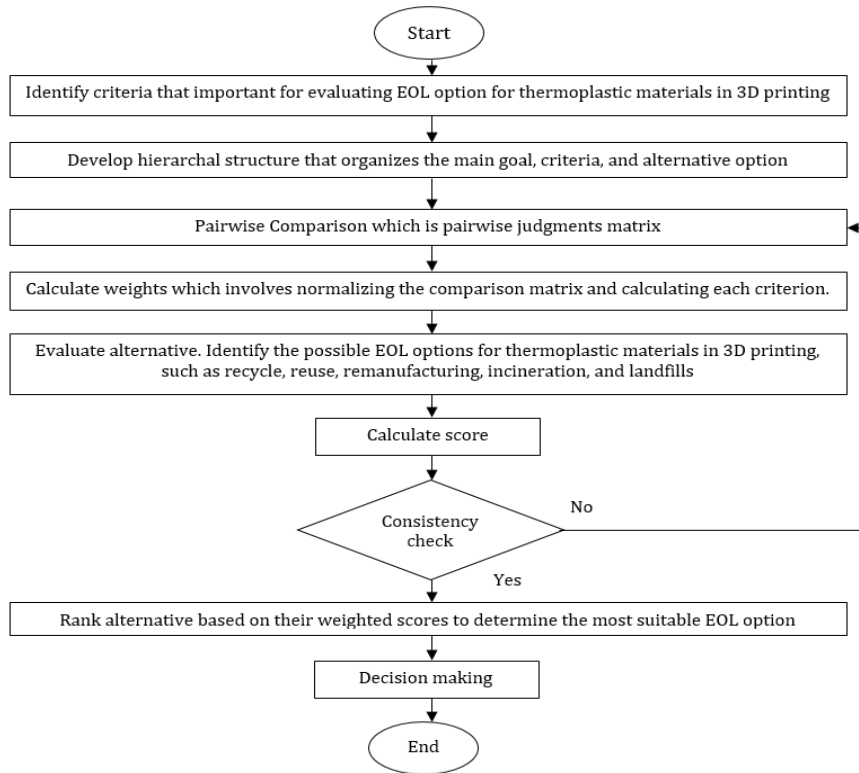 Start
Identify criteria that important for evaluating EOL option for thermoplastic materials in 3D printing
Develop hierarchal structure that organizes the main goal, criteria, and alternative option
Pairwise Comparison which is pairwise judgments matrix
Calculate weights which involves normalizing the comparison matrix and calculating each criterion.
Evaluate alternative. Identify the possible EOL options for thermoplastic materials in 3D printing,
such as recycle, reuse, remanufacturing, incineration, and landfills
Calculate score
Consistency
check
No
Yes
Rank alternative based on their weighted scores to determine the most suitable EOL option
Decision making
End